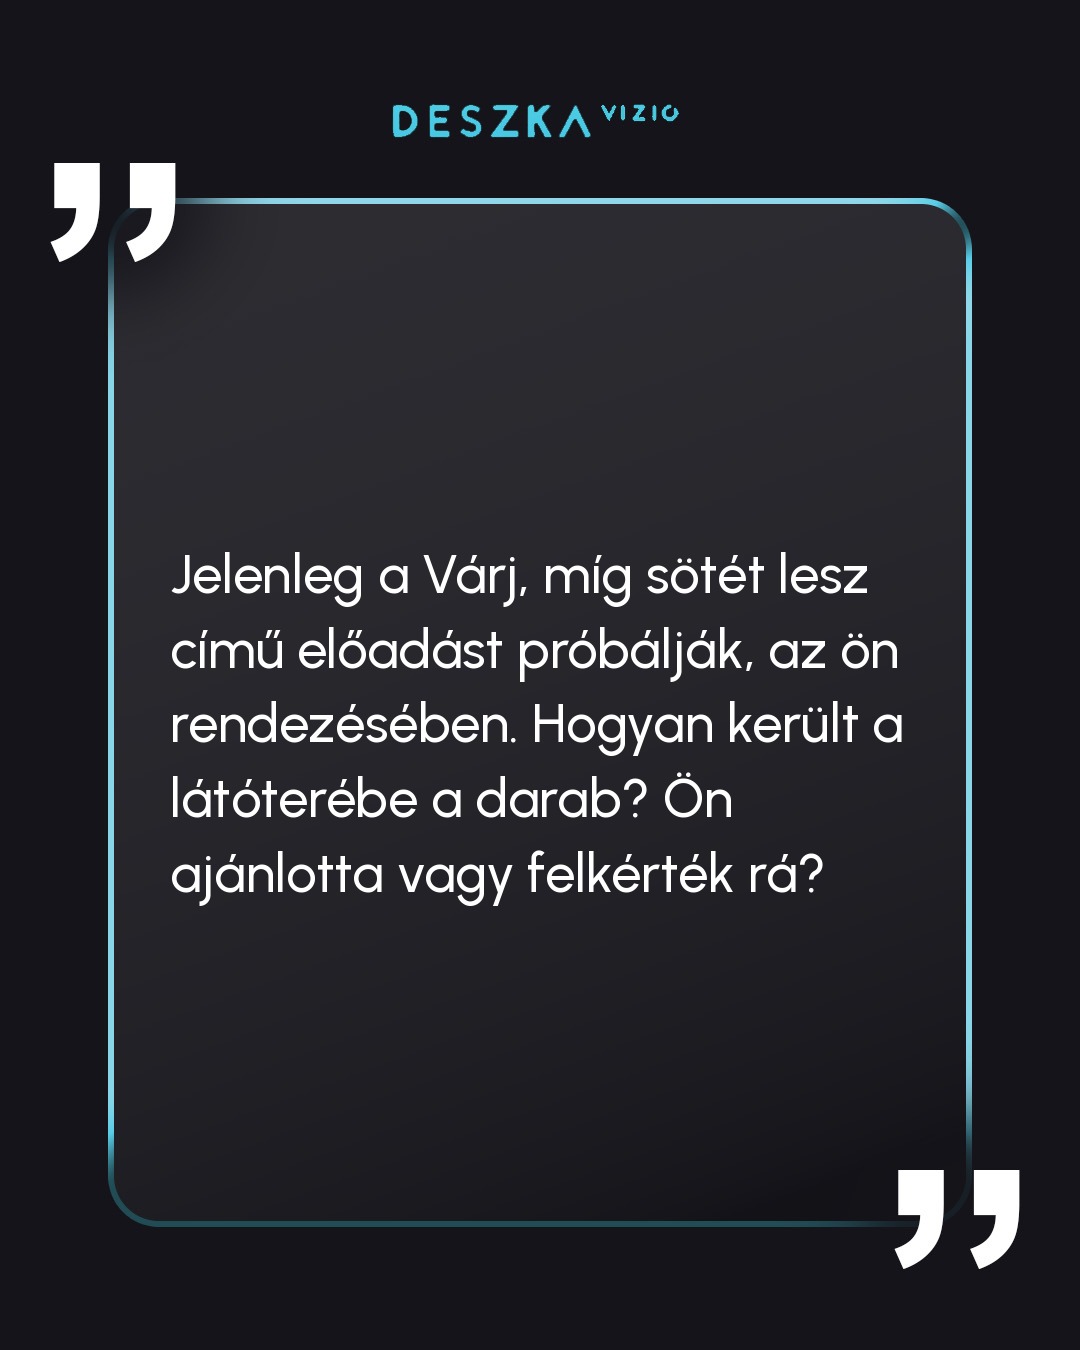 DESZKA VIZIO
”
Jelenleg a Várj, míg sötét lesz
című előadást próbálják, az ön
rendezésében. Hogyan került a
látóterébe a darab? Ön
ajánlotta vagy felkérték rá?
”